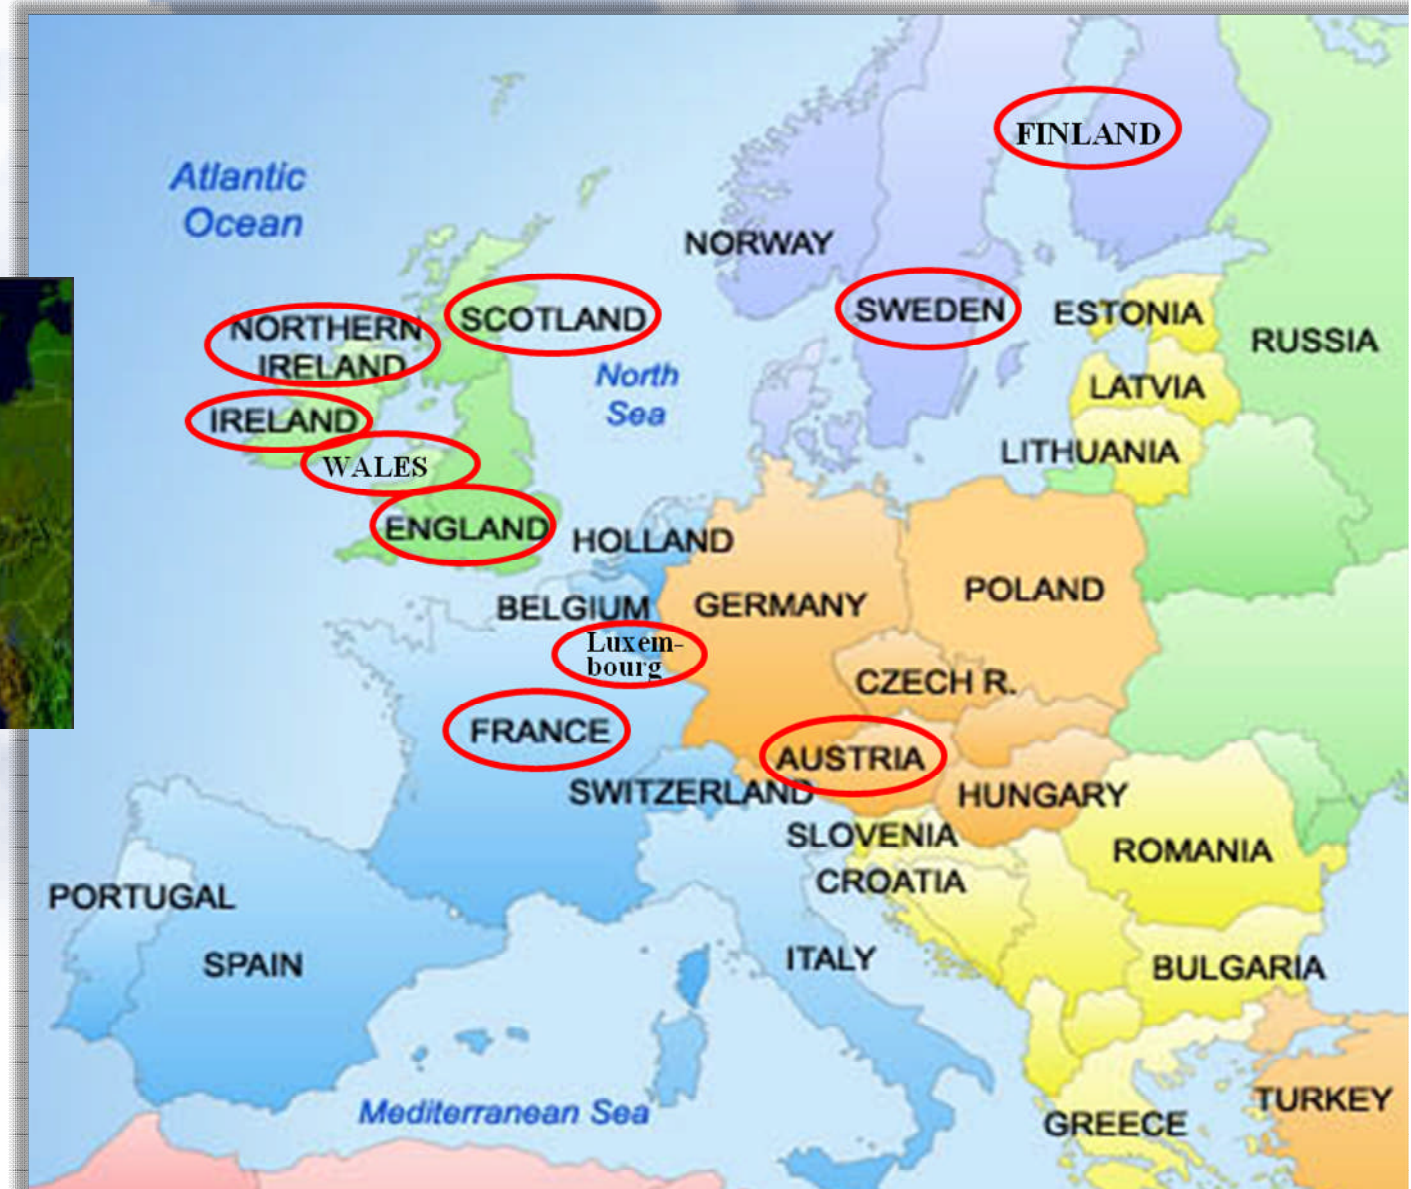 FINLAND
Atlantic
Ocean
NORWAY
SCOTLAND
SWEDEN
ESTONIA
NORTHERN
IRELAND
RUSSIA
North
Sea
LATVIA
IRELAND
LITHUANIA
WALES
ENGLAND
HOLLAND
POLAND
BELGIUM
GERMANY
Luxem-
bourg
CZECH R.
FRANCE
AUSTRIA
SWITZERLAND
HUNGARY
SLOVENIA
ROMANIA
CROATIA
PORTUGAL
SPAIN
ITALY
BULGARIA
Mediterranean Sea
TURKEY
GREECE